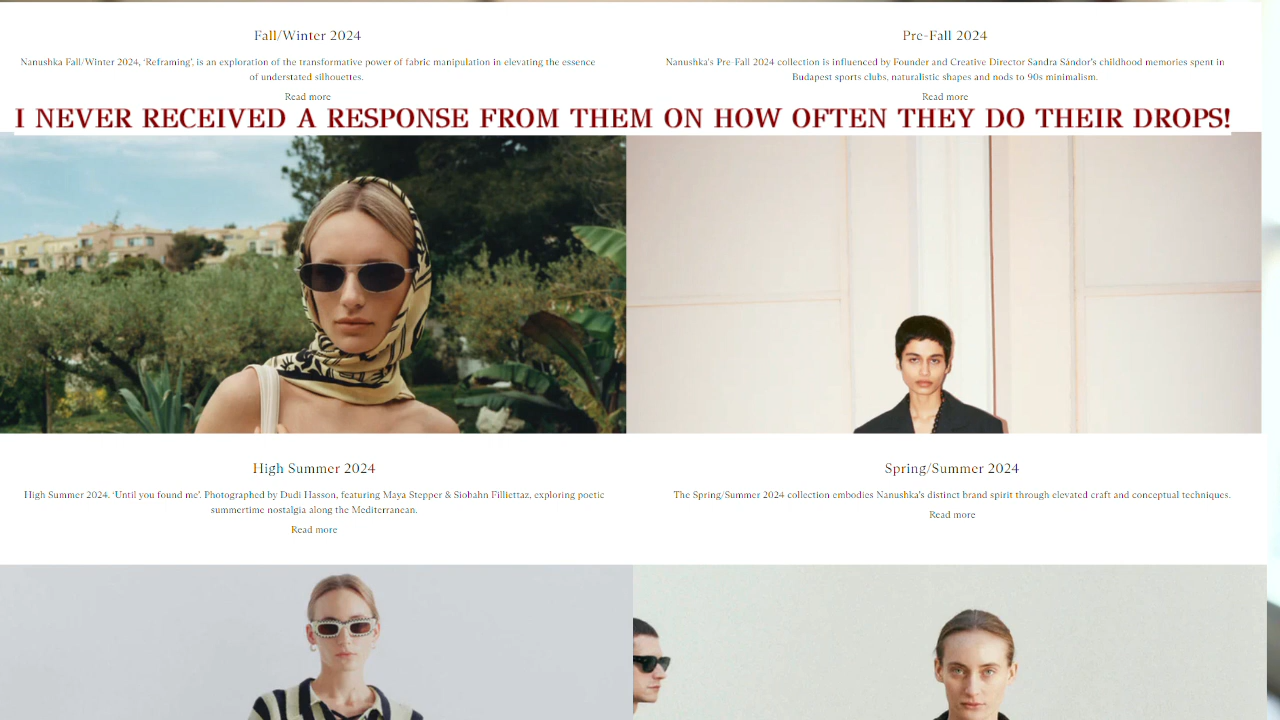 Fall/Winter 2024
Nanushka Fall/Winter 2024, ‘Reframing’, is an exploration of the transformative power of fabric manipulation in elevating the essence
of understated silhouettes.
Read more
Pre-Fall 2024
Nanushka's Pre-Fall 2024 collection is influenced by Founder and Creative Director Sandra Sándor's childhood memories spent in
Budapest sports clubs, naturalistic shapes and nods to 90s minimalism.
Read more
I NEVER RECEIVED A RESPONSE FROM THEM ON HOW OFTEN THEY DO THEIR DROPS!
High Summer 2024
High Summer 2024. ‘Until you found me’. Photographed by Dudi Hasson, featuring Maya Stepper & Siobahn Filliettaz, exploring poetic
summertime nostalgia along the Mediterranean.
Read more
Spring/Summer 2024
The Spring/Summer 2024 collection embodies Nanushka's distinct brand spirit through elevated craft and conceptual techniques.
Read more